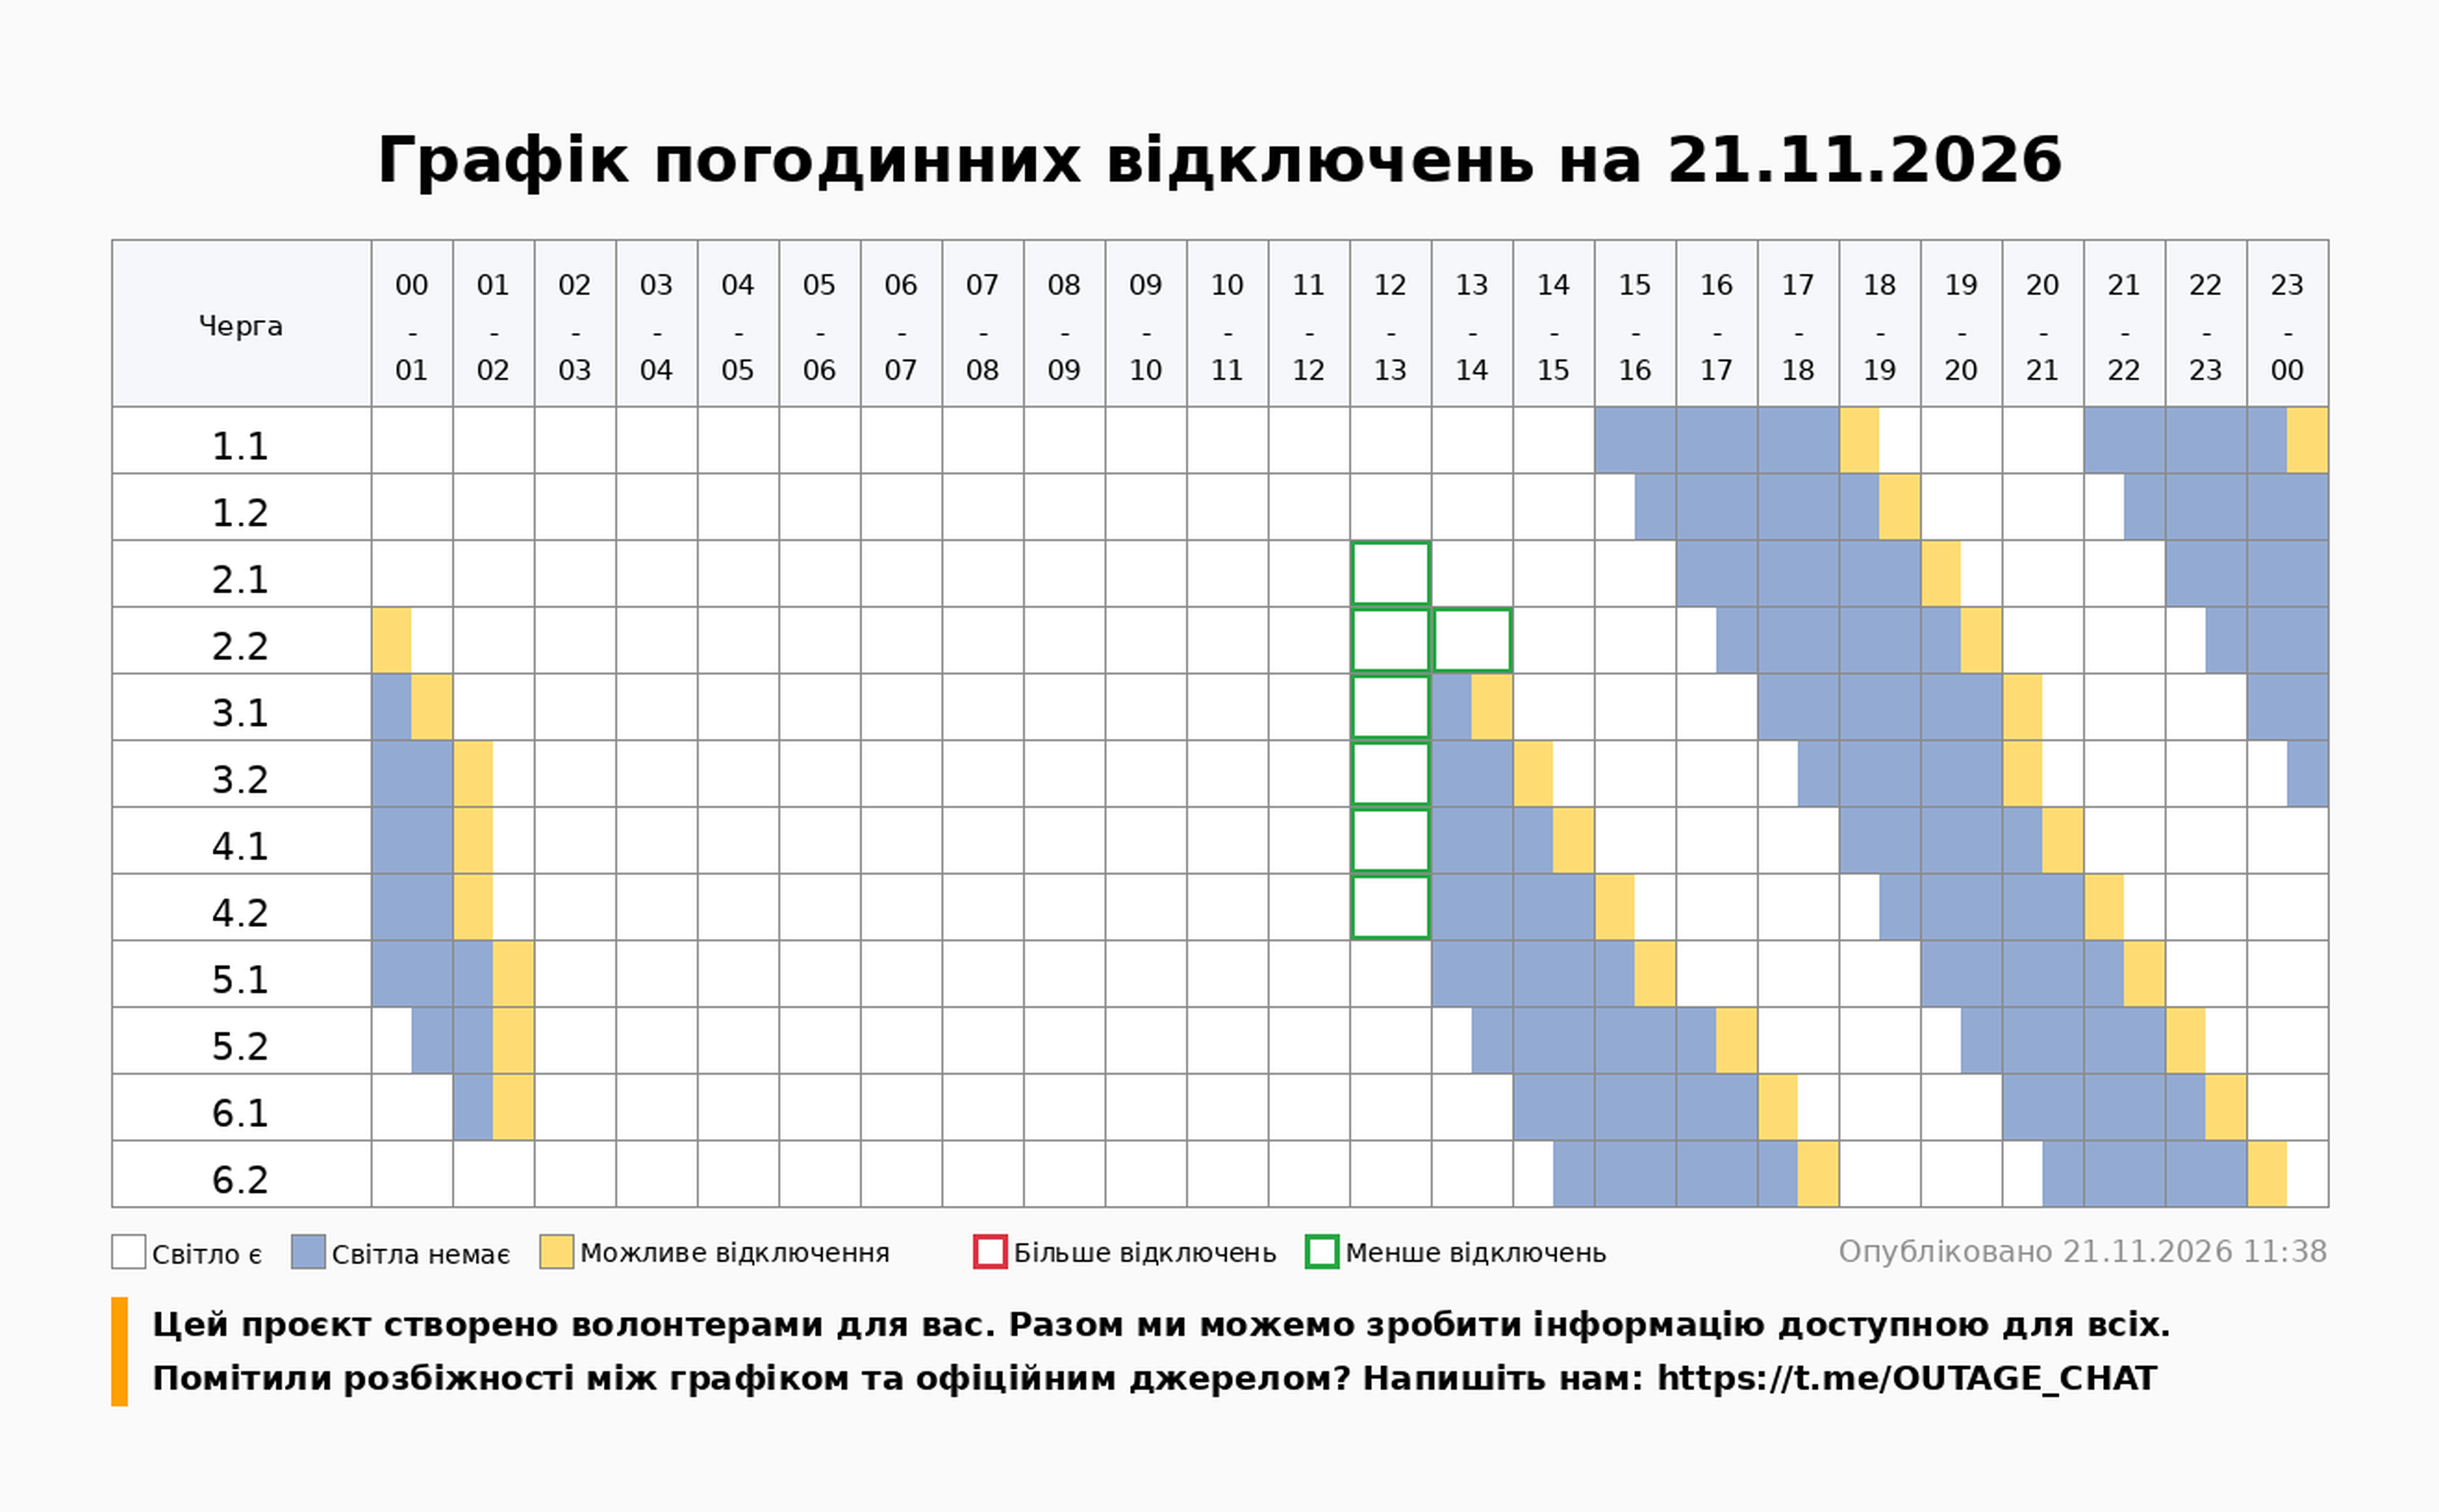 Графік погодинних відключень на 21.11.2026
Черга 00 - 01 01 - 02 02 - 03 03 - 04 04 - 05 05 - 06 06 - 07 07 - 08 08 - 09 09 - 10 10 - 11 11 - 12 12 - 13 13 - 14 14 - 15 15 - 16 16 - 17 17 - 18 18 - 19 19 - 20 20 - 21 21 - 22 22 - 23 23 - 00
1.1
1.2
2.1
2.2
3.1
3.2
4.1
4.2
5.1
5.2
6.1
6.2
Світло є Світла немає Можливе відключення Більше відключень Менше відключень Опубліковано 21.11.2026 11:38
Цей проєкт створено волонтерами для вас. Разом ми можемо зробити інформацію доступною для всіх.
Помітили розбіжності між графіком та офіційним джерелом? Напишіть нам: https://t.me/OUTAGE_CHAT